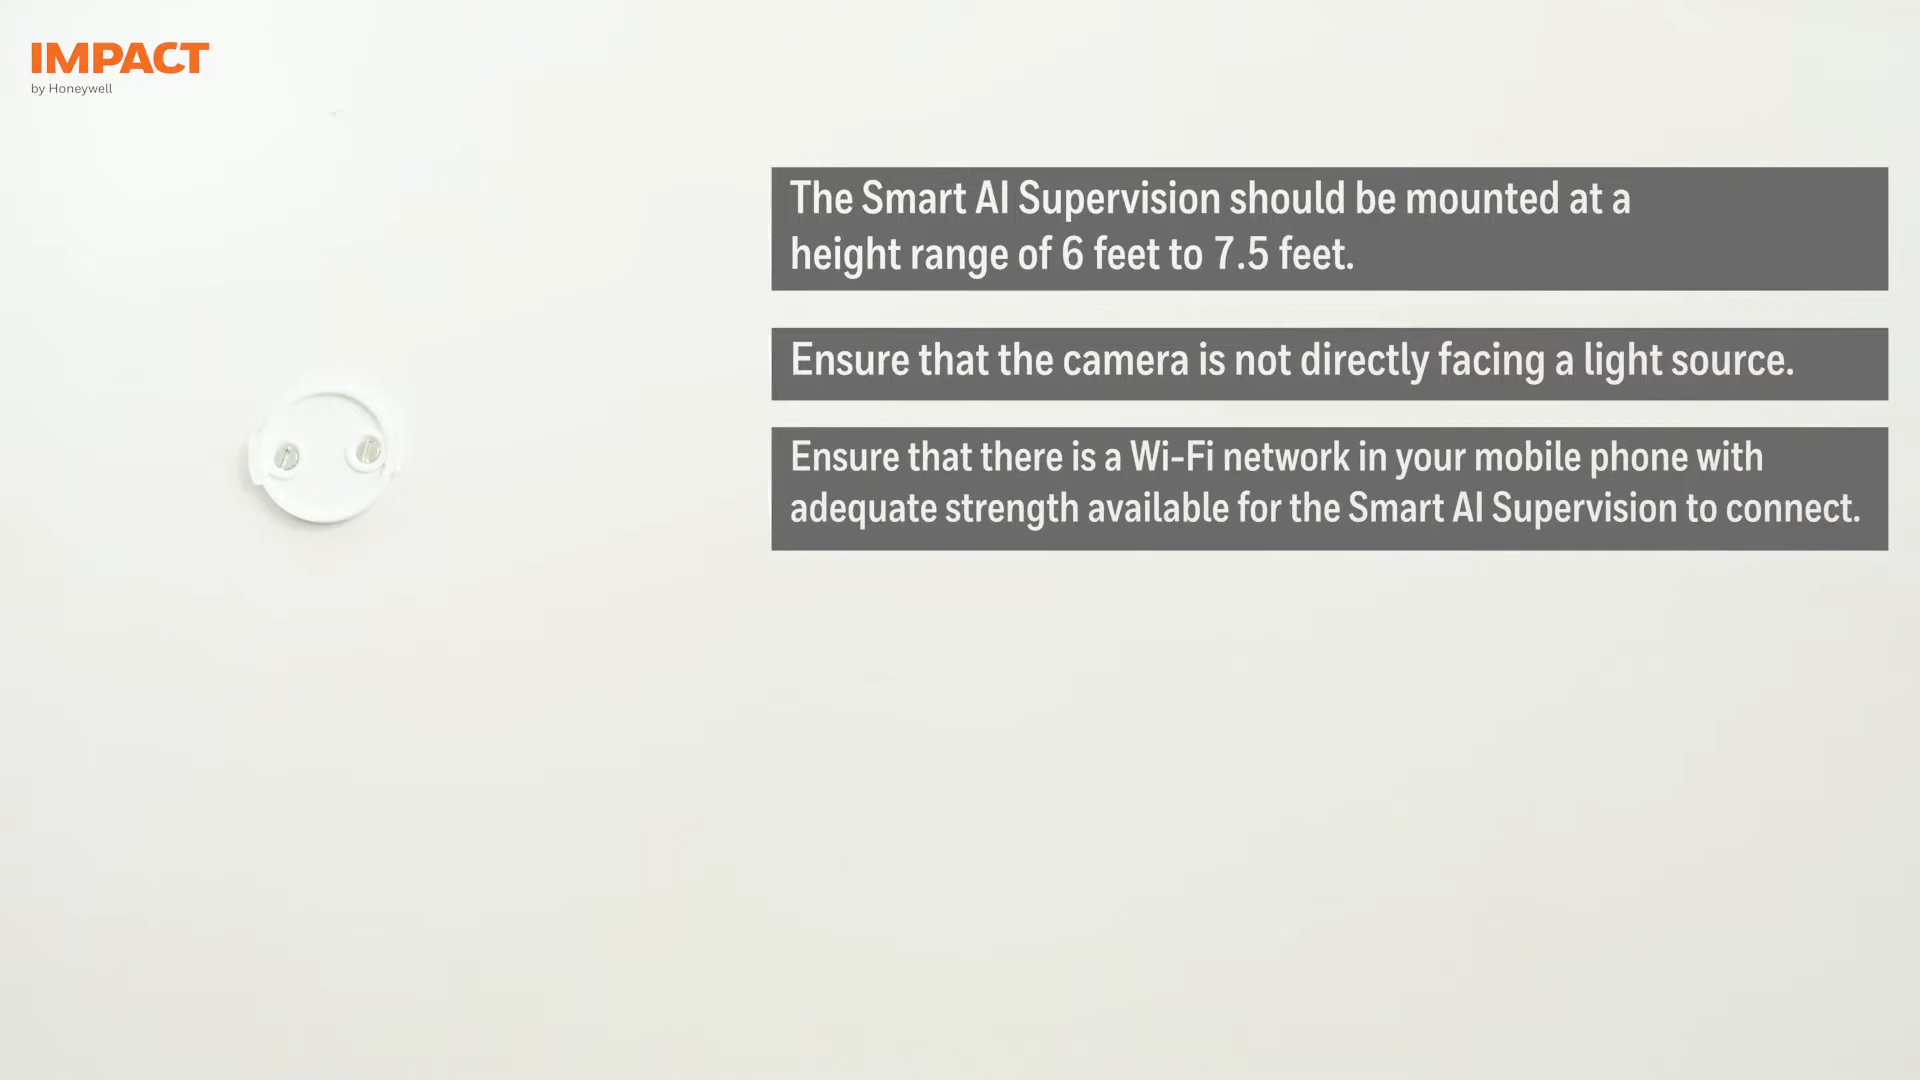 IMPACT
by Honeywell
The Smart AI Supervision should be mounted at a
height range of 6 feet to 7.5 feet.
Ensure that the camera is not directly facing a light source.
Ensure that there is a Wi-Fi network in your mobile phone with
adequate strength available for the Smart AI Supervision to connect.